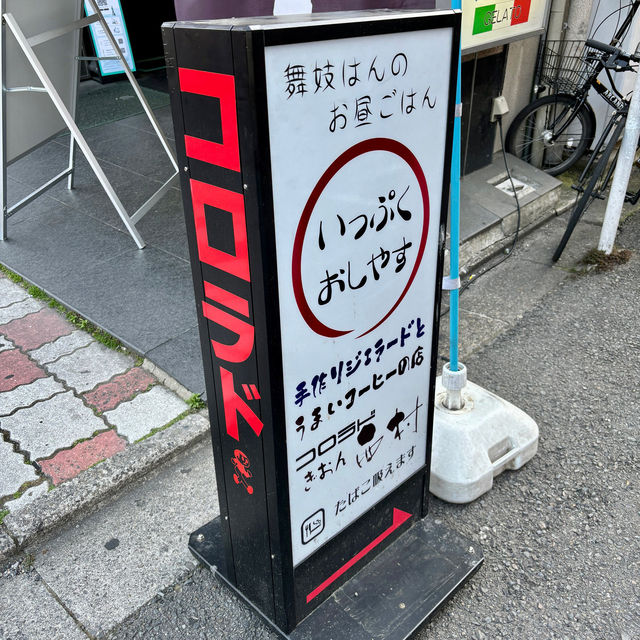 コロラド
舞妓はんの
お昼ごはん
いっぷく
おしやす
手作りジェラードと
うまいコーヒーの店
コロラド
ぎおん
村
たばこ吸えます
GELATO